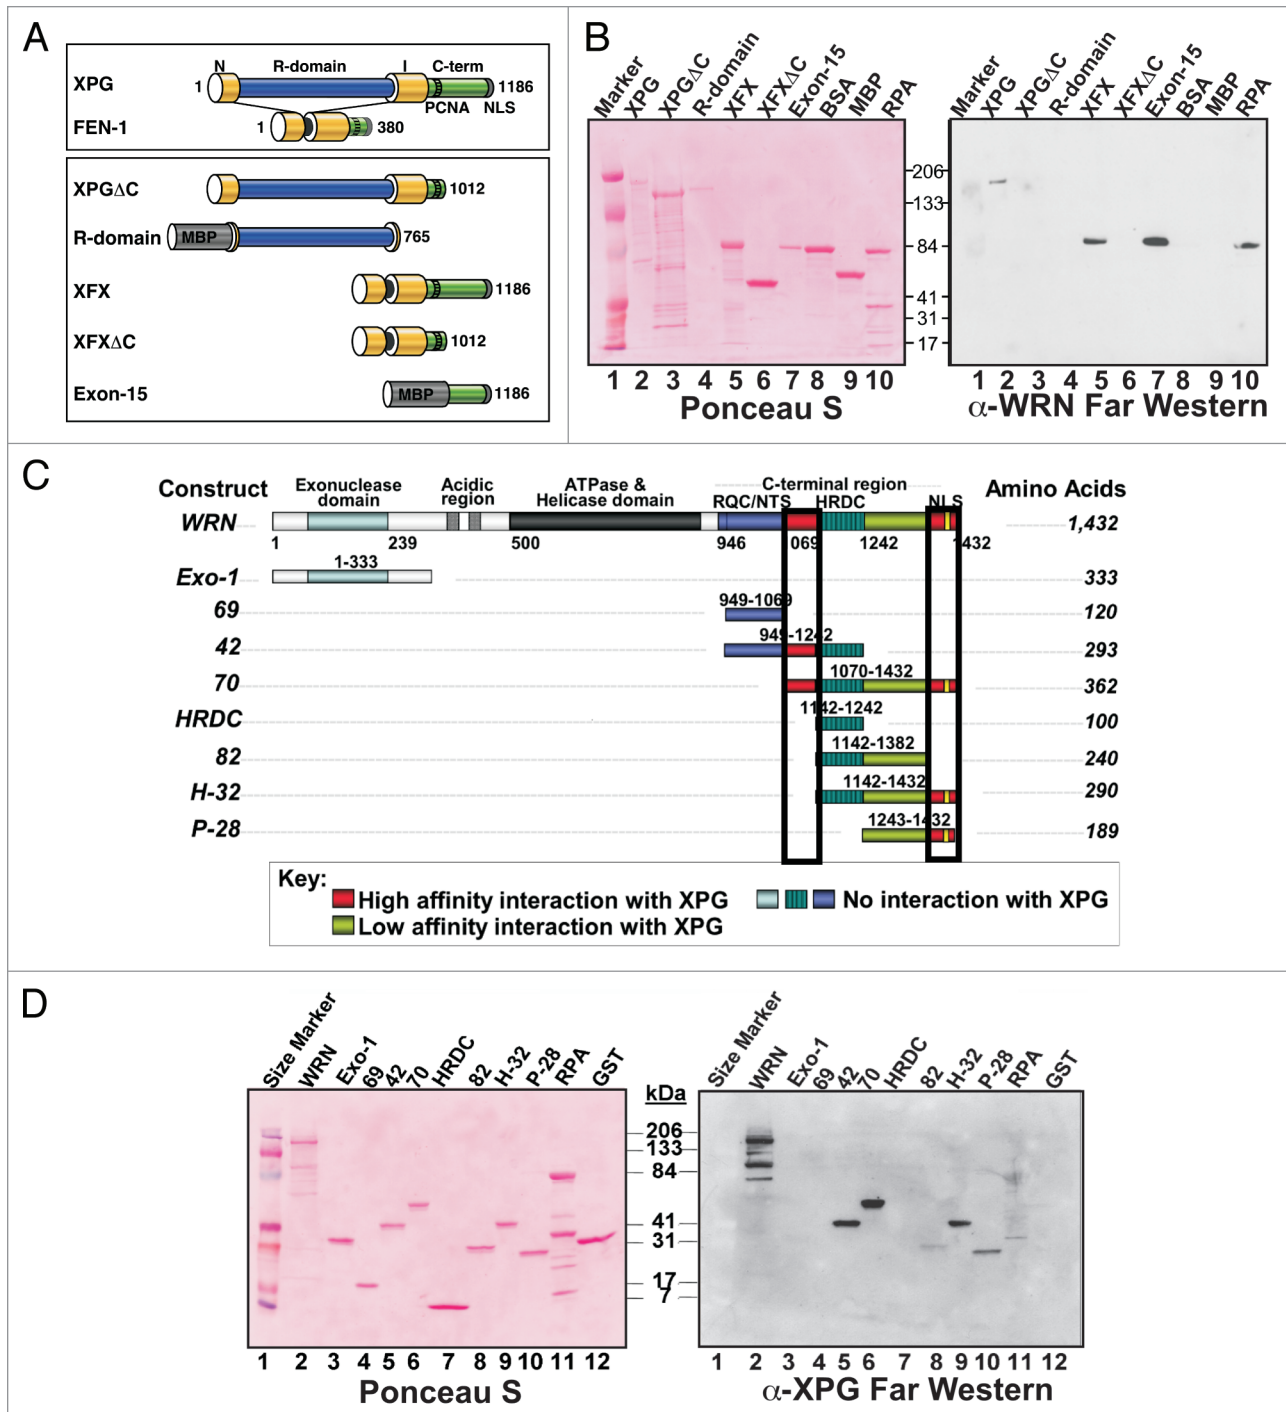 A
N R-domain I C-term
XPG 1 1186
PCNA NLS
FEN-1 1 380
XPGΔC 1012
R-domain MBP 765
XFX 1186
XFXΔC 1012
Exon-15 MBP 1186
B
Marker XPG XPGΔC R-domain XFX XFXΔC Exon-15 BSA MBP RPA
Marker XPG XPGΔC R-domain XFX XFXΔC Exon-15 BSA MBP RPA
206
133
84
41
31
17
1 2 3 4 5 6 7 8 9 10
1 2 3 4 5 6 7 8 9 10
Ponceau S
α-WRN Far Western
C
Construct Exonuclease domain Acidic region ATPase & Helicase domain C-terminal region Amino Acids
RQC/NTS HRDC NLS
WRN 1,432
1 239 500 946 069 1242 1432
1-333
Exo-1 333
949-1069
69 120
949-1242
42 293
1070-1432
70 362
1142-1242
HRDC 100
1142-1382
82 240
1142-1432
H-32 290
1243-1432
P-28 189
Key:
High affinity interaction with XPG No interaction with XPG
Low affinity interaction with XPG
D
Size Marker WRN Exo-1 69 42 70 HRDC 82 H-32 P-28 RPA GST
Size Marker WRN Exo-1 69 42 70 HRDC 82 H-32 P-28 RPA GST
kDa
206
133
84
41
31
17
7
1 2 3 4 5 6 7 8 9 10 11 12
1 2 3 4 5 6 7 8 9 10 11 12
Ponceau S
α-XPG Far Western